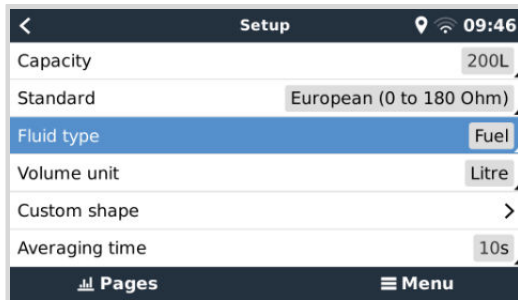 Setup 09:46
Capacity 200L
Standard European (0 to 180 Ohm)
Fluid type Fuel
Volume unit Litre
Custom shape
Averaging time 10s
Pages Menu